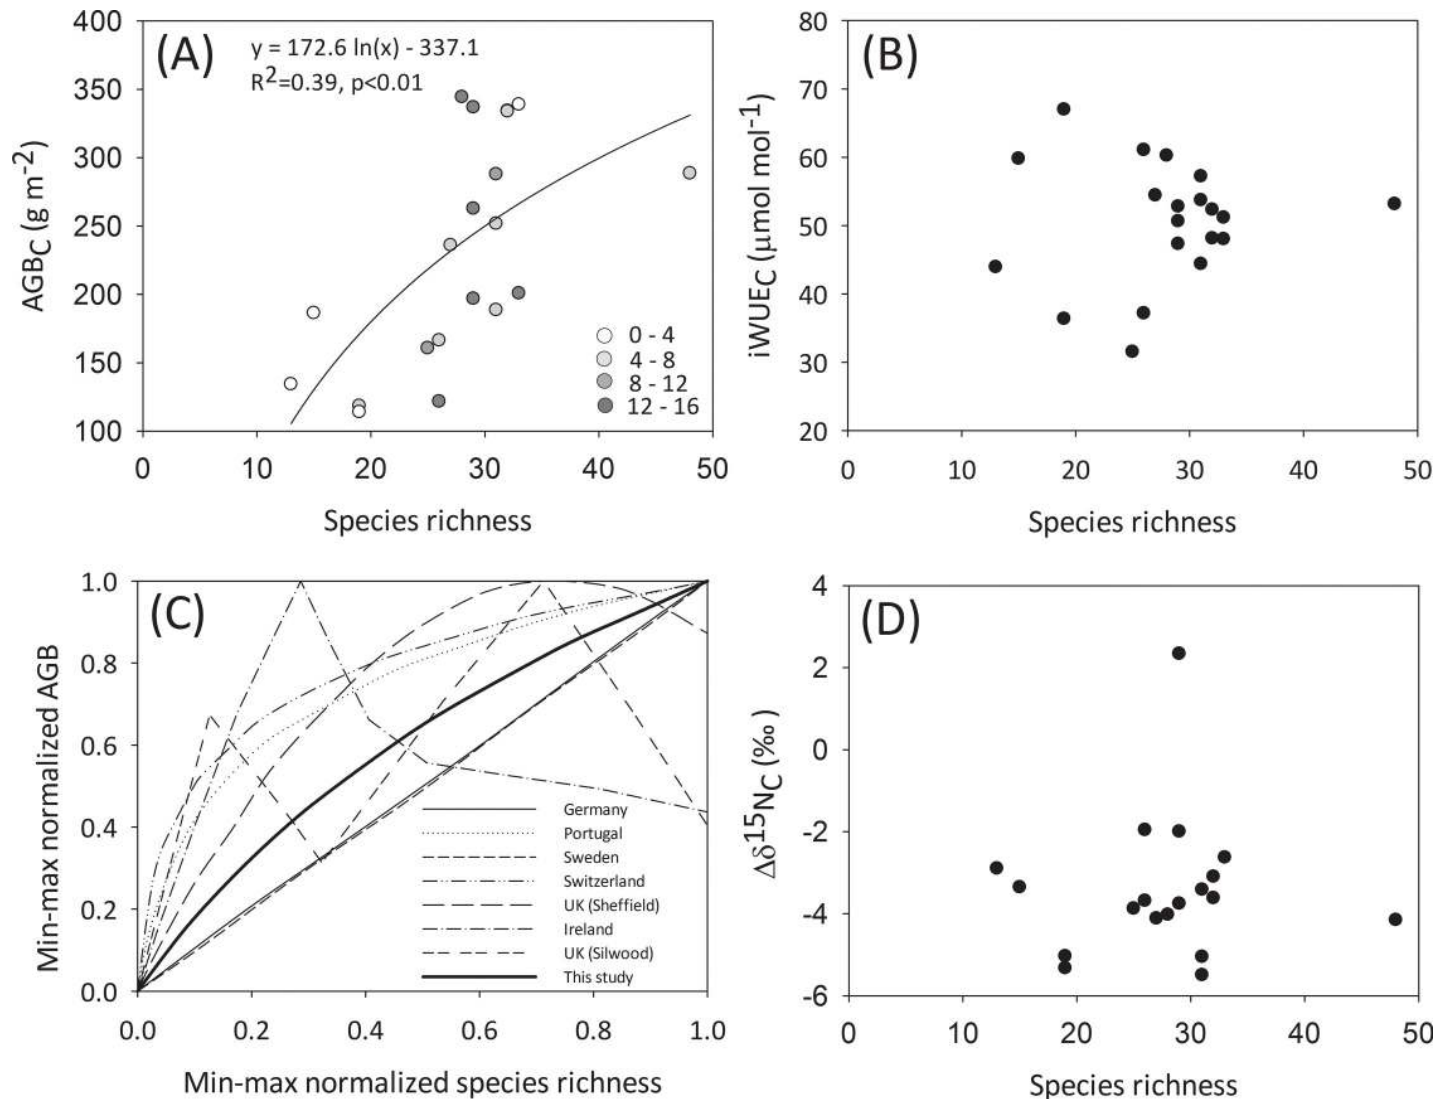 (A)
y = 172.6 ln(x) - 337.1
R2=0.39, p<0.01
400
350
300
250
200
150
100
AGBC (g m-2)
0 - 4
4 - 8
8 - 12
12 - 16
0 10 20 30 40 50
Species richness
(B)
80
70
60
50
40
30
20
iWUEC (μmol mol-1)
0 10 20 30 40 50
Species richness
(C)
1.0
0.8
0.6
0.4
0.2
0.0
Min-max normalized AGB
Germany
Portugal
Sweden
Switzerland
UK (Sheffield)
Ireland
UK (Silwood)
This study
0.0 0.2 0.4 0.6 0.8 1.0
Min-max normalized species richness
(D)
4
2
0
-2
-4
-6
Δδ15NC (‰)
0 10 20 30 40 50
Species richness